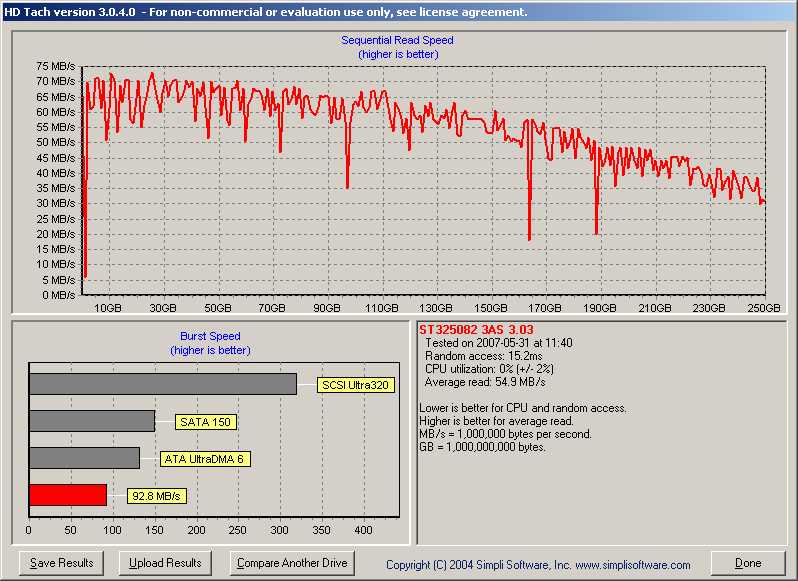 HD Tach version 3.0.4.0 - For non-commercial or evaluation use only, see license agreement.
Sequential Read Speed
(higher is better)
75 MB/s
70 MB/s
65 MB/s
60 MB/s
55 MB/s
50 MB/s
45 MB/s
40 MB/s
35 MB/s
30 MB/s
25 MB/s
20 MB/s
15 MB/s
10 MB/s
5 MB/s
0 MB/s
10GB 30GB 50GB 70GB 90GB 110GB 130GB 150GB 170GB 190GB 210GB 230GB 250GB
Burst Speed
(higher is better)
SCSI Ultra320
SATA 150
ATA UltraDMA 6
92.8 MB/s
0 50 100 150 200 250 300 350 400
ST325082 3AS 3.03
Tested on 2007-05-31 at 11:40
Random access: 15.2ms
CPU utilization: 0% (+/- 2%)
Average read: 54.9 MB/s
Lower is better for CPU and random access.
Higher is better for average read.
MB/s = 1,000,000 bytes per second.
GB = 1,000,000,000 bytes.
Save Results Upload Results Compare Another Drive Copyright (C) 2004 Simpli Software, Inc. www.simplisoftware.com Done